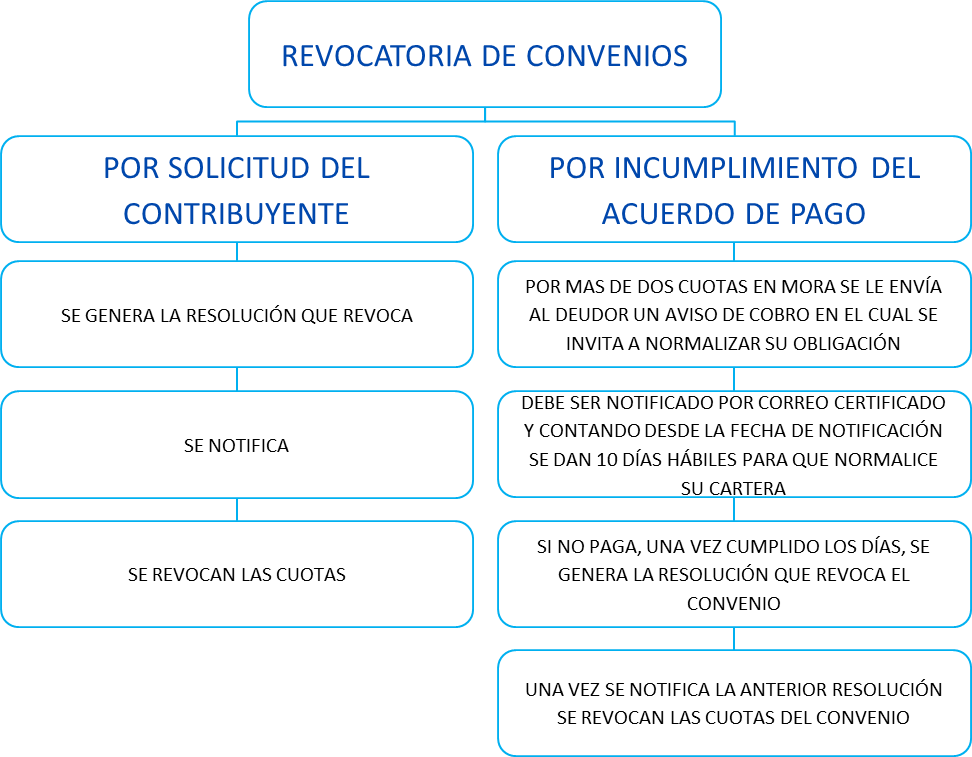 REVOCATORIA DE CONVENIOS
POR SOLICITUD DEL
CONTRIBUYENTE
SE GENERA LA RESOLUCIÓN QUE REVOCA
SE NOTIFICA
SE REVOCAN LAS CUOTAS
POR INCUMPLIMIENTO DEL
ACUERDO DE PAGO
POR MAS DE DOS CUOTAS EN MORA SE LE ENVÍA
AL DEUDOR UN AVISO DE COBRO EN EL CUAL SE
INVITA A NORMALIZAR SU OBLIGACIÓN
DEBE SER NOTIFICADO POR CORREO CERTIFICADO
Y CONTANDO DESDE LA FECHA DE NOTIFICACIÓN
SE DAN 10 DÍAS HÁBILES PARA QUE NORMALICE
SU CARTERA
SI NO PAGA, UNA VEZ CUMPLIDO LOS DÍAS, SE
GENERA LA RESOLUCIÓN QUE REVOCA EL
CONVENIO
UNA VEZ SE NOTIFICA LA ANTERIOR RESOLUCIÓN
SE REVOCAN LAS CUOTAS DEL CONVENIO